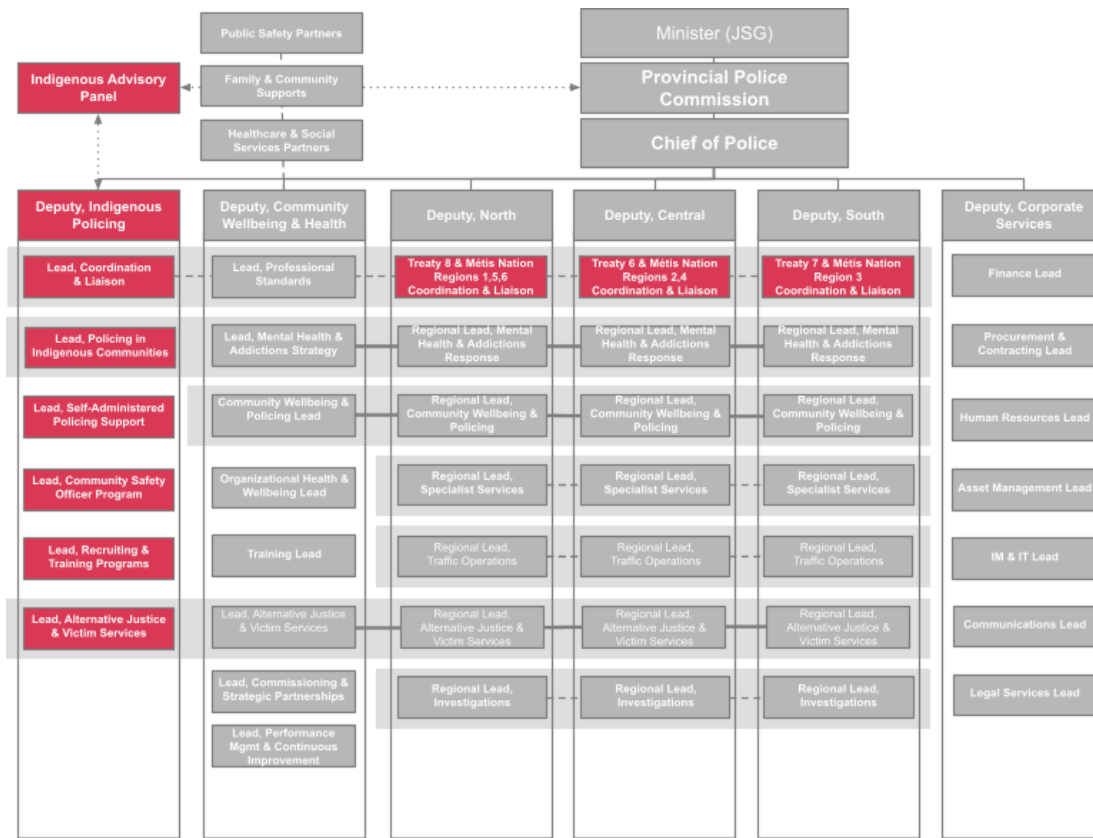 Public Safety Partners
Minister (JSG)
Indigenous Advisory
Panel
Family & Community
Supports
Provincial Police
Commission
Healthcare & Social
Services Partners
Chief of Police
Deputy, Indigenous
Policing
Deputy, Community
Wellbeing & Health
Deputy, North
Deputy, Central
Deputy, South
Deputy, Corporate
Services
Lead, Coordination
& Liaison
Lead, Professional
Standards
Treaty 8 & Métis Nation
Regions 1,5,6
Coordination & Liaison
Treaty 6 & Métis Nation
Regions 2,4
Coordination & Liaison
Treaty 7 & Métis Nation
Region 3
Coordination & Liaison
Finance Lead
Lead, Policing in
Indigenous Communities
Lead, Mental Health &
Addictions Strategy
Regional Lead, Mental
Health & Addictions
Response
Regional Lead, Mental
Health & Addictions
Response
Regional Lead, Mental
Health & Addictions
Response
Procurement &
Contracting Lead
Lead, Self-Administered
Policing Support
Community Wellbeing &
Policing Lead
Regional Lead,
Community Wellbeing &
Policing
Regional Lead,
Community Wellbeing &
Policing
Regional Lead,
Community Wellbeing &
Policing
Human Resources Lead
Lead, Community Safety
Officer Program
Organizational Health &
Wellbeing Lead
Regional Lead,
Specialist Services
Regional Lead,
Specialist Services
Regional Lead,
Specialist Services
Asset Management Lead
Lead, Recruiting &
Training Programs
Training Lead
Regional Lead,
Traffic Operations
Regional Lead,
Traffic Operations
Regional Lead,
Traffic Operations
IM & IT Lead
Lead, Alternative Justice
& Victim Services
Lead, Alternative Justice
& Victim Services
Regional Lead,
Alternative Justice &
Victim Services
Regional Lead,
Alternative Justice &
Victim Services
Regional Lead,
Alternative Justice &
Victim Services
Communications Lead
Lead, Commissioning &
Strategic Partnerships
Regional Lead,
Investigations
Regional Lead,
Investigations
Regional Lead,
Investigations
Legal Services Lead
Lead, Performance
Mgmt & Continuous
Improvement